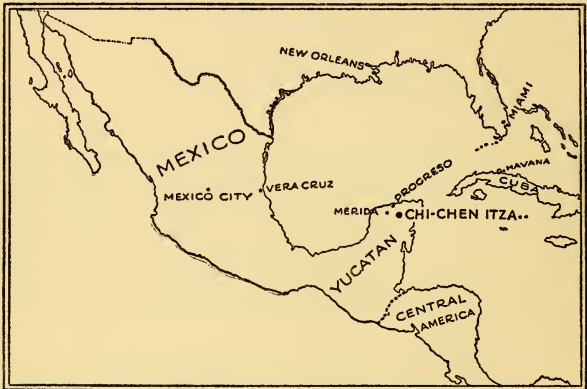 NEW ORLEANS
MIAMI
MEXICO
HAVANA
CUBA
PROGRESO
MEXICO CITY
VERA CRUZ
MERIDA
CHI-CHEN ITZA..
YUCATAN
CENTRAL
AMERICA